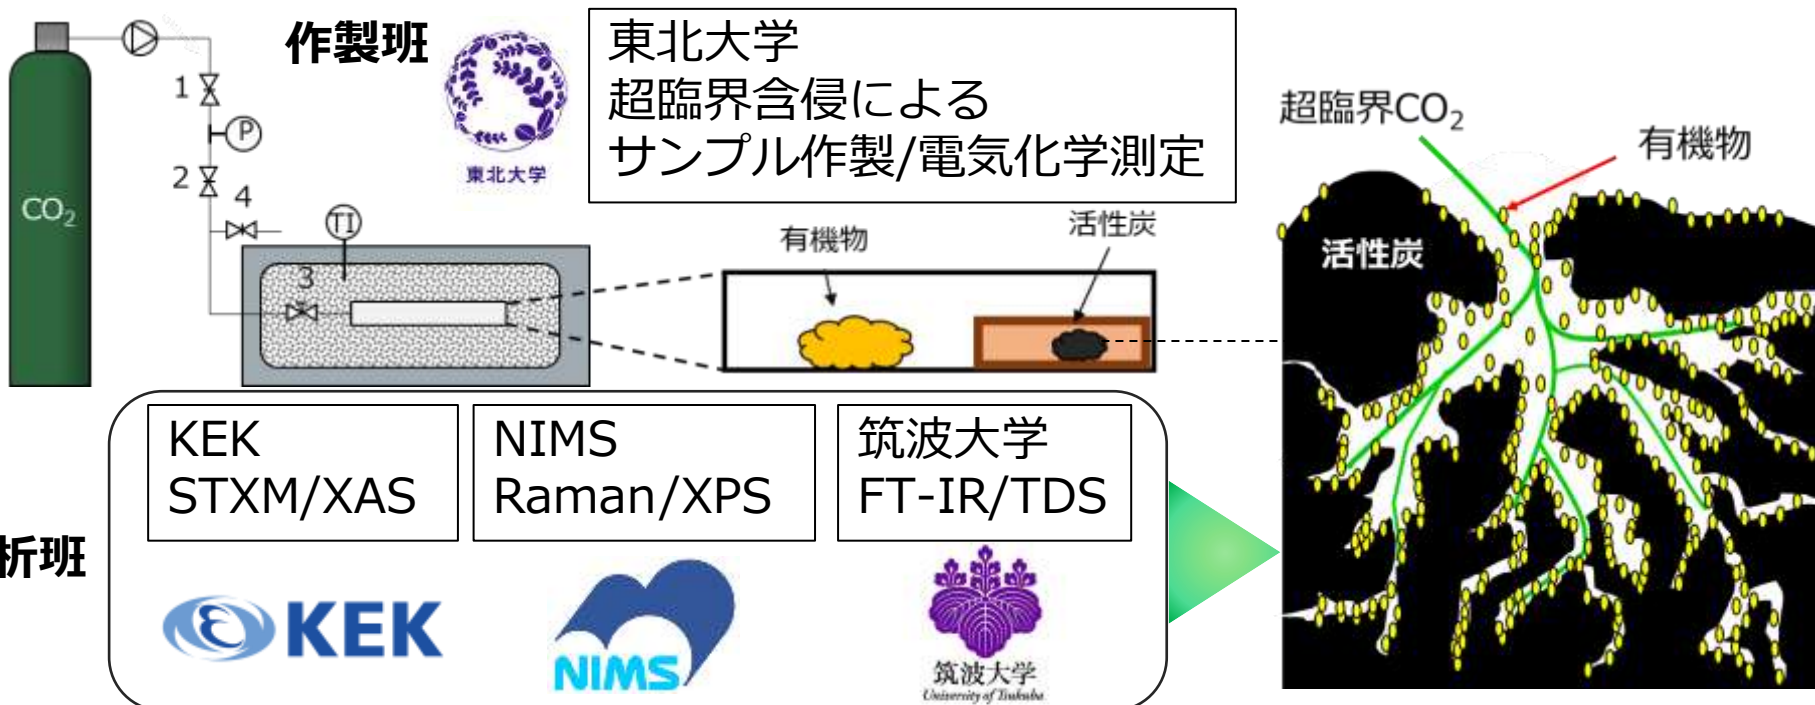 作製班
東北大学
東北大学
超臨界含侵による
サンプル作製/電気化学測定
1
P
2
4
CO₂
TI
3
有機物
活性炭
超臨界CO₂
有機物
活性炭
析班
KEK
STXM/XAS
NIMS
Raman/XPS
筑波大学
FT-IR/TDS
KEK
NIMS
筑波大学
University of Tsukuba